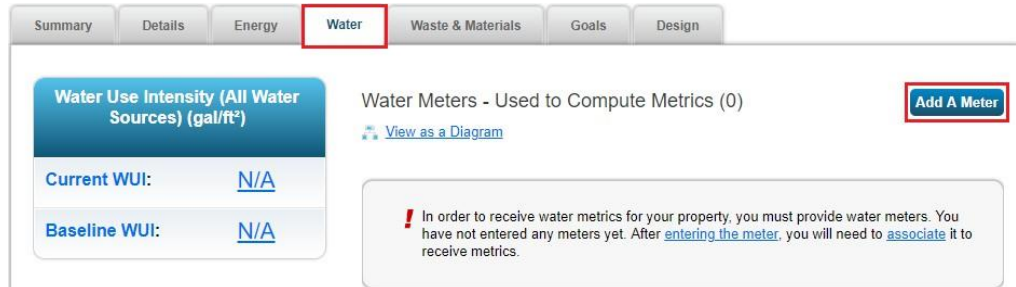 Summary
Details
Energy
Water
Waste & Materials
Goals
Design
Water Use Intensity (All Water
Sources) (gal/ft²)
Current WUI:
N/A
Baseline WUI:
N/A
Water Meters - Used to Compute Metrics (0)
Add A Meter
View as a Diagram
! In order to receive water metrics for your property, you must provide water meters. You
have not entered any meters yet. After entering the meter, you will need to associate it to
receive metrics.